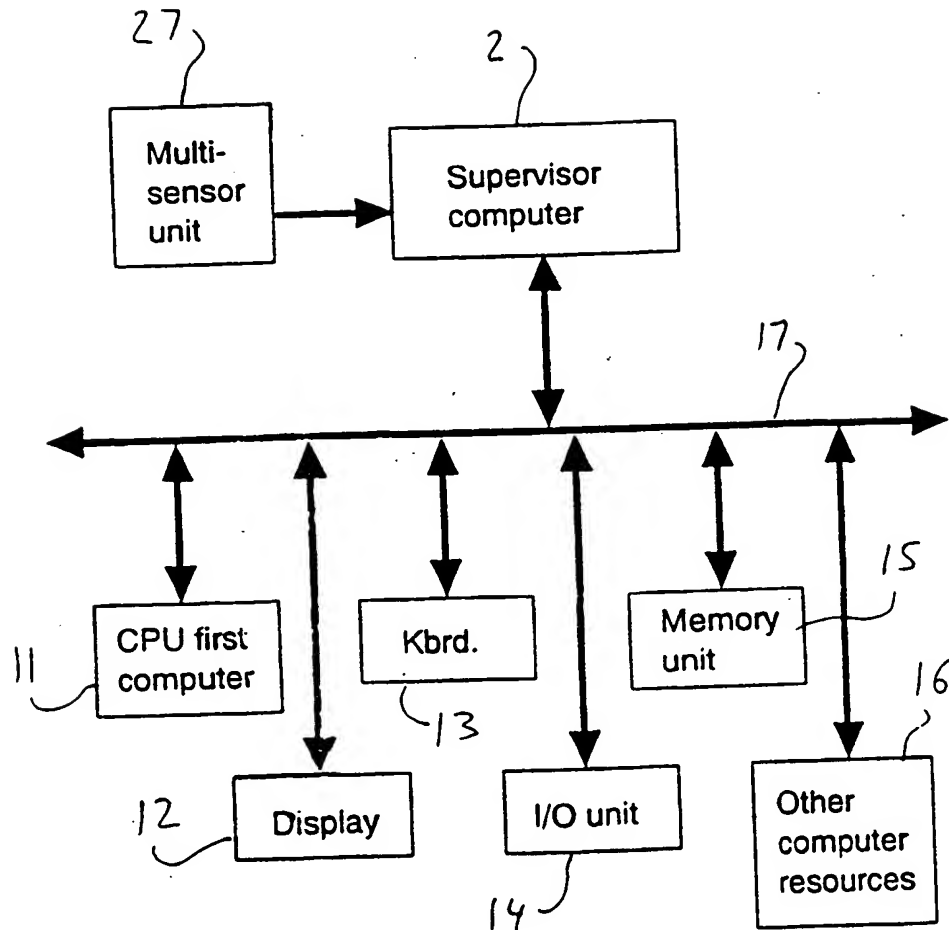 27
2
Multi-
sensor
unit
Supervisor
computer
17
11
CPU first
computer
Kbrd.
13
Memory
unit
15
16
12
Display
I/O unit
14
Other
computer
resources